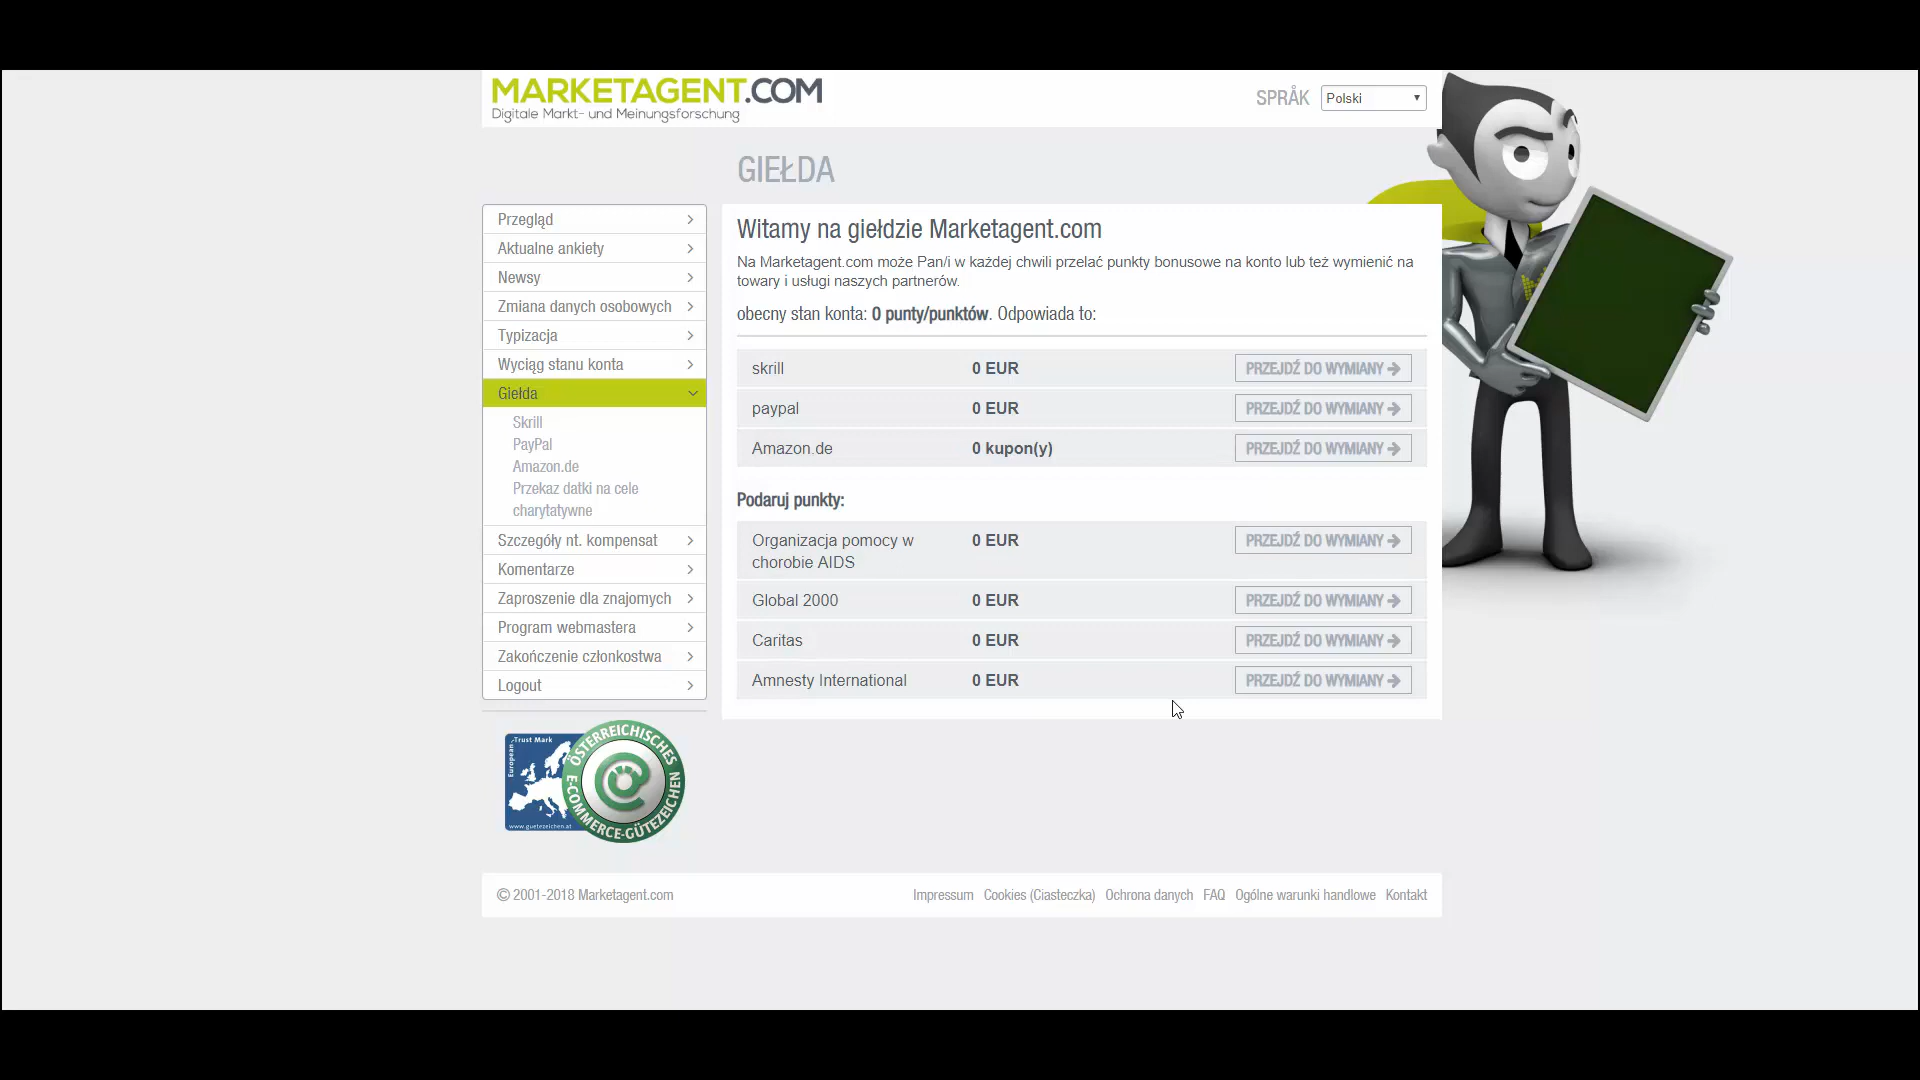 MARKETAGENT.COM
Digitale Markt- und Meinungsforschung
SPRÅK Polski
GIEŁDA
Przegląd
Aktualne ankiety
Newsy
Zmiana danych osobowych
Typizacja
Wyciąg stanu konta
Giełda
Skrill
PayPal
Amazon.de
Przekaz datki na cele
charytatywne
Szczegóły nt. kompensat
Komentarze
Zaproszenie dla znajomych
Program webmastera
Zakończenie członkostwa
Logout
Witamy na giełdzie Marketagent.com
Na Marketagent.com może Pan/i w każdej chwili przelać punkty bonusowe na konto lub też wymienić na
towary i usługi naszych partnerów.
obecny stan konta: 0 punty/punktów. Odpowiada to:
skrill 0 EUR PRZEJDŹ DO WYMIANY
paypal 0 EUR PRZEJDŹ DO WYMIANY
Amazon.de 0 kupon(y) PRZEJDŹ DO WYMIANY
Podaruj punkty:
Organizacja pomocy w 0 EUR PRZEJDŹ DO WYMIANY
chorobie AIDS
Global 2000 0 EUR PRZEJDŹ DO WYMIANY
Caritas 0 EUR PRZEJDŹ DO WYMIANY
Amnesty International 0 EUR PRZEJDŹ DO WYMIANY
European Trust Mark
www.guetezeichen.at
ÖSTERREICHISCHES
E-COMMERCE-GÜTEZEICHEN
© 2001-2018 Marketagent.com
Impressum Cookies (Ciasteczka) Ochrona danych FAQ Ogólne warunki handlowe Kontakt